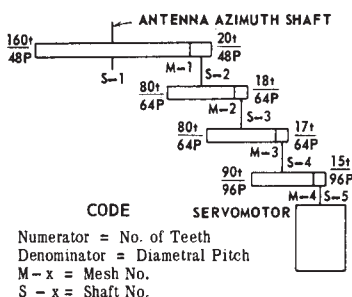 ANTENNA AZIMUTH SHAFT
160t
48P
20t
48P
S-1
M-1
S-2
80t
64P
18t
64P
M-2
S-3
80t
64P
17t
64P
M-3
S-4
90t
96P
15t
96P
M-4
S-5
CODE
SERVOMOTOR
Numerator = No. of Teeth
Denominator = Diametral Pitch
M-x = Mesh No.
S -x = Shaft No.